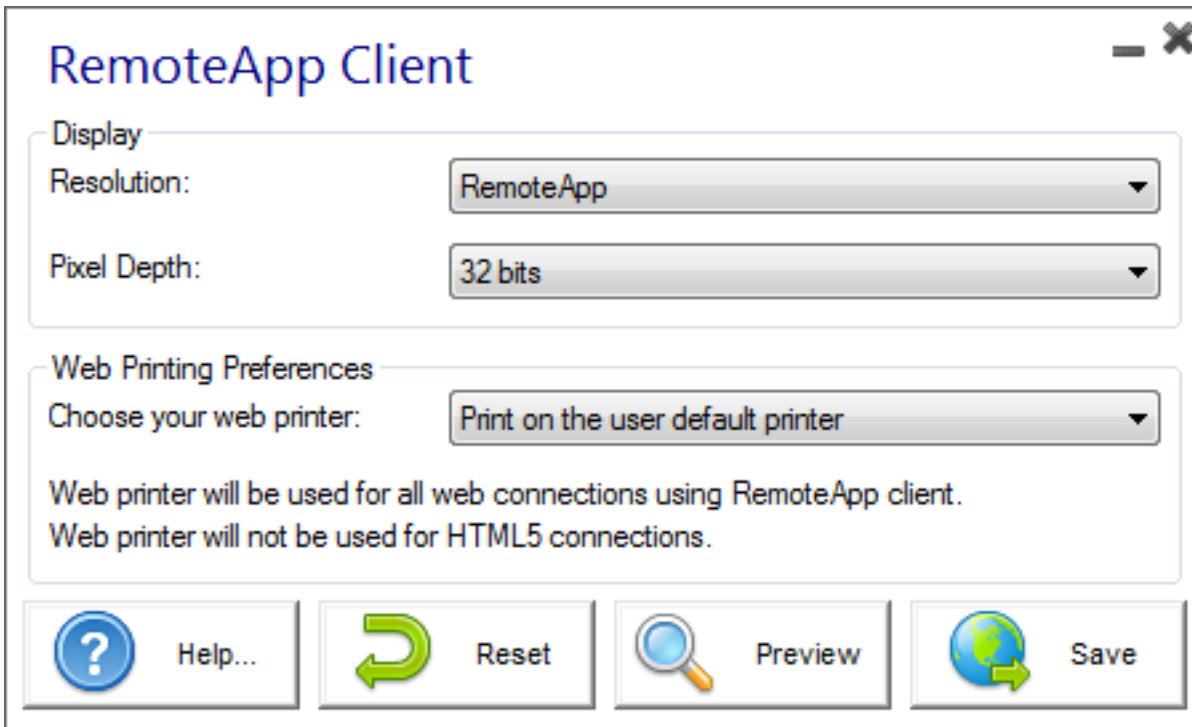 RemoteApp Client
Display
Resolution:
RemoteApp
Pixel Depth:
32 bits
Web Printing Preferences
Choose your web printer:
Print on the user default printer
Web printer will be used for all web connections using RemoteApp client.
Web printer will not be used for HTML5 connections.
Help...
Reset
Preview
Save